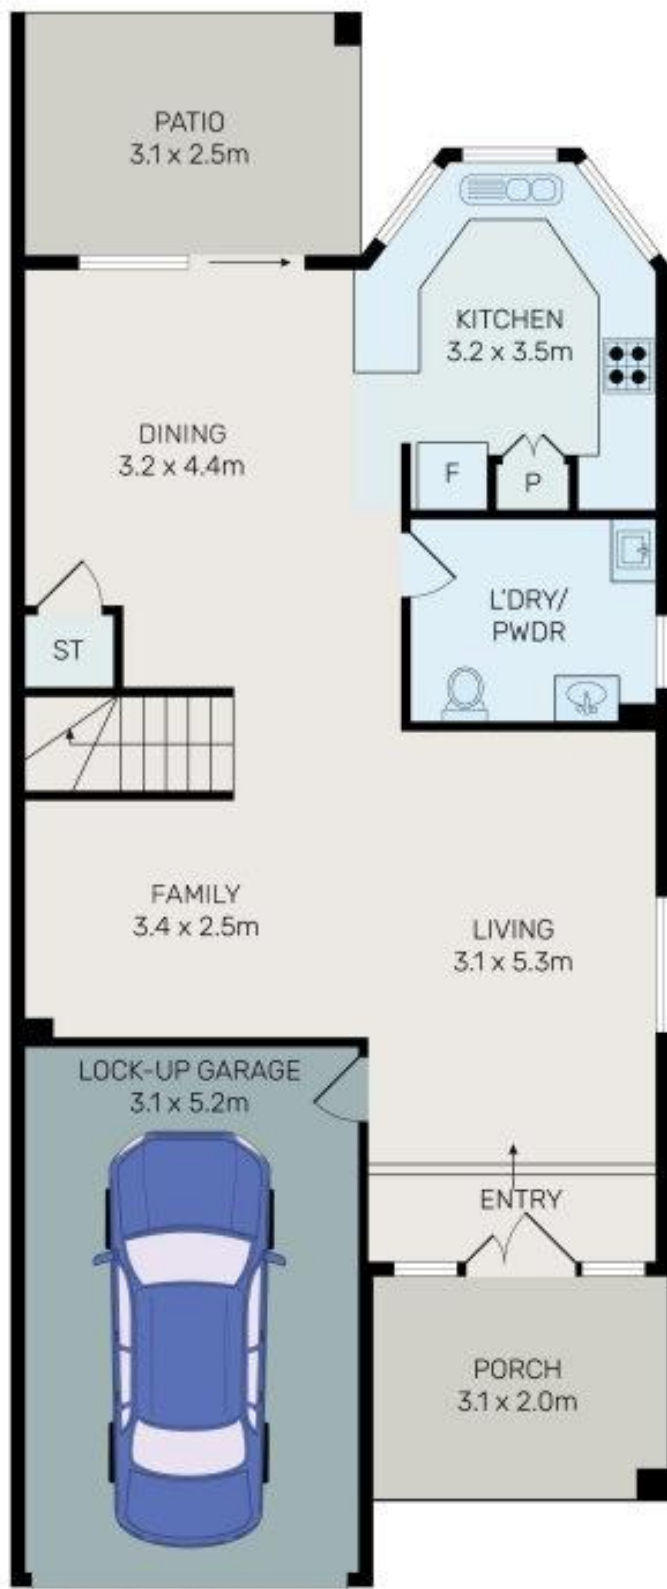 PATIO
3.1 x 2.5m
KITCHEN
3.2 x 3.5m
DINING
3.2 x 4.4m
F
P
L'DRY/
PWDR
ST
FAMILY
3.4 x 2.5m
LIVING
3.1 x 5.3m
LOCK-UP GARAGE
3.1 x 5.2m
ENTRY
PORCH
3.1 x 2.0m